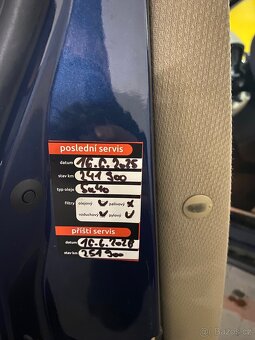 poslední servis
datum 16.6.2025
stav km 241 900
typ oleje 5w40
filtry olejový ✓ palivový ✗
vzduchový ✓ pylový ✓
příští servis
datum 16.6.2026
stav km 251 900